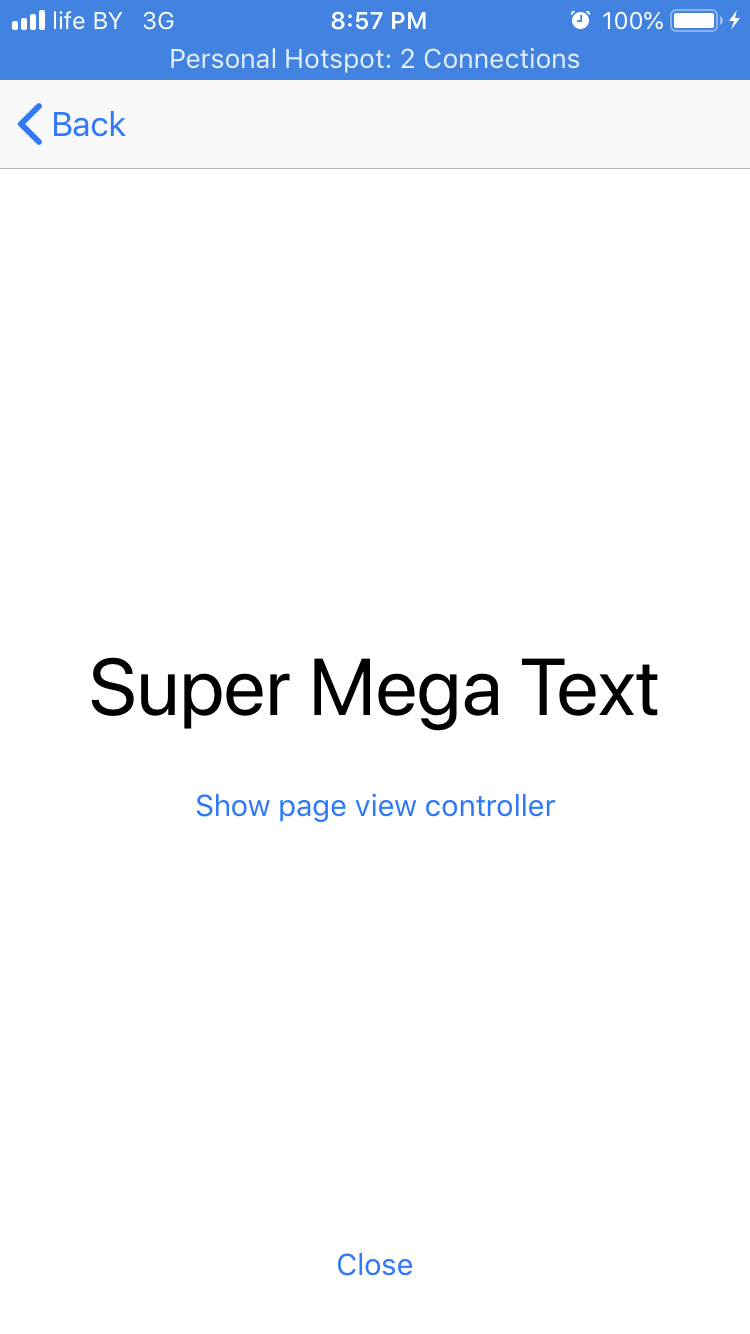 life BY 3G 8:57 PM 100%
Personal Hotspot: 2 Connections
Back
Super Mega Text
Show page view controller
Close